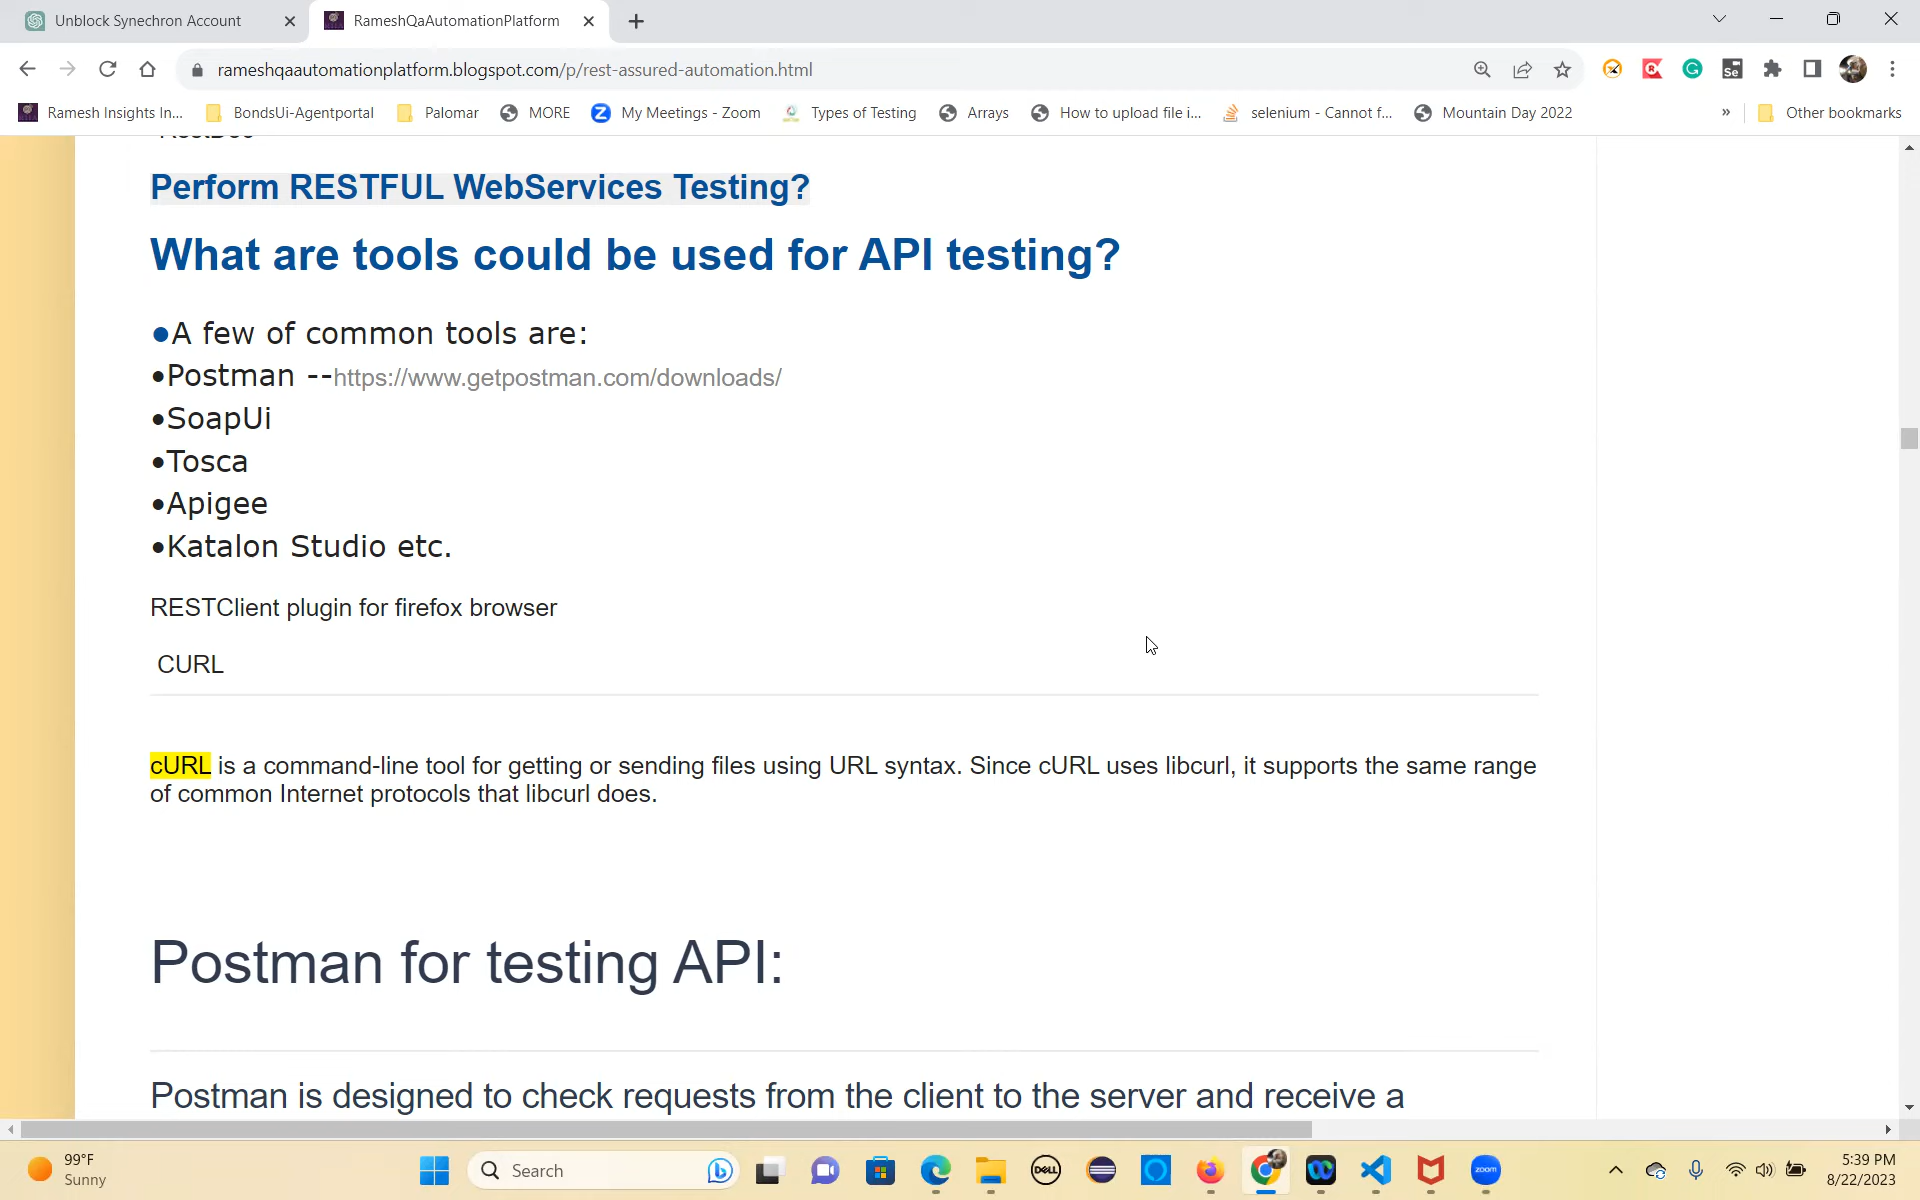 Unblock Synechron Account
RameshQaAutomationPlatform
rameshqaautomationplatform.blogspot.com/p/rest-assured-automation.html
Ramesh Insights In...
BondsUi-Agentportal
Palomar
MORE
My Meetings - Zoom
Types of Testing
Arrays
How to upload file i...
selenium - Cannot f...
Mountain Day 2022
»
Other bookmarks
Perform RESTFUL WebServices Testing?
What are tools could be used for API testing?
●A few of common tools are:
•Postman --https://www.getpostman.com/downloads/
•SoapUi
•Tosca
•Apigee
•Katalon Studio etc.
RESTClient plugin for firefox browser
CURL
cURL is a command-line tool for getting or sending files using URL syntax. Since cURL uses libcurl, it supports the same range
of common Internet protocols that libcurl does.
Postman for testing API:
Postman is designed to check requests from the client to the server and receive a
99°F
Sunny
Search
DELL
zoom
5:39 PM
8/22/2023